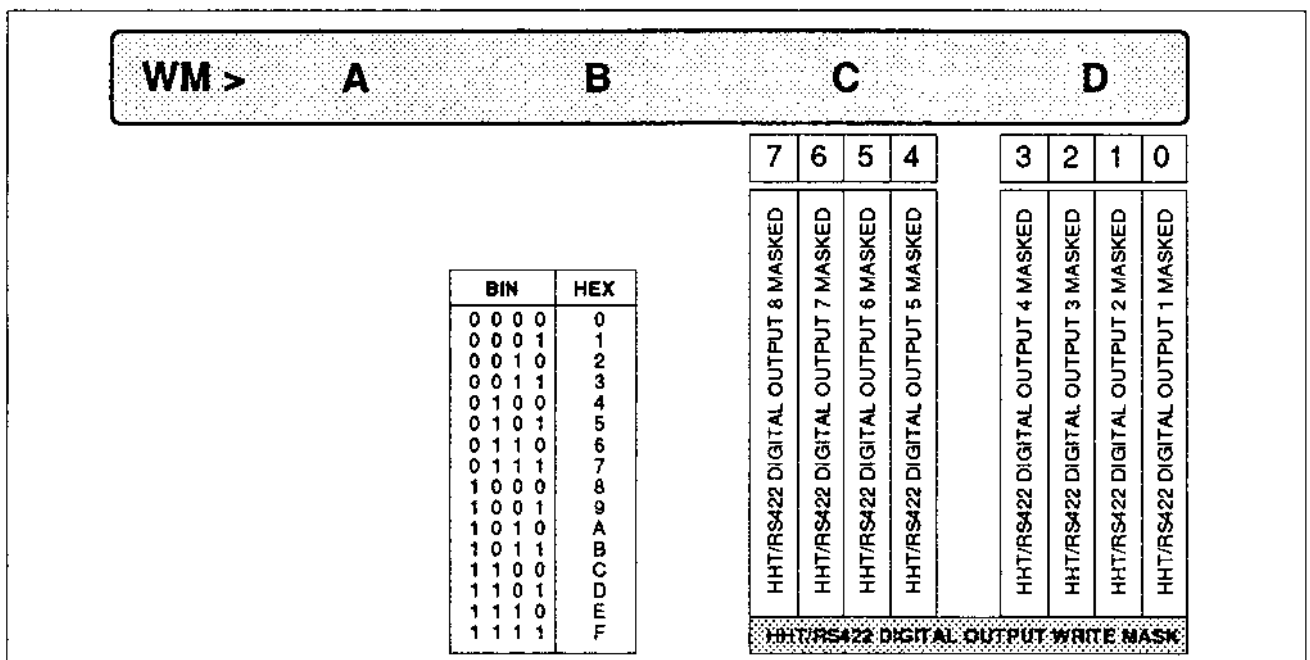 WM > A B C D
7 6 5 4 3 2 1 0
HHT/RS422 DIGITAL OUTPUT 8 MASKED
HHT/RS422 DIGITAL OUTPUT 7 MASKED
HHT/RS422 DIGITAL OUTPUT 6 MASKED
HHT/RS422 DIGITAL OUTPUT 5 MASKED
HHT/RS422 DIGITAL OUTPUT 4 MASKED
HHT/RS422 DIGITAL OUTPUT 3 MASKED
HHT/RS422 DIGITAL OUTPUT 2 MASKED
HHT/RS422 DIGITAL OUTPUT 1 MASKED
HHT/RS422 DIGITAL OUTPUT WRITE MASK
BIN HEX
0 0 0 0 0
0 0 0 1 1
0 0 1 0 2
0 0 1 1 3
0 1 0 0 4
0 1 0 1 5
0 1 1 0 6
0 1 1 1 7
1 0 0 0 8
1 0 0 1 9
1 0 1 0 A
1 0 1 1 B
1 1 0 0 C
1 1 0 1 D
1 1 1 0 E
1 1 1 1 F